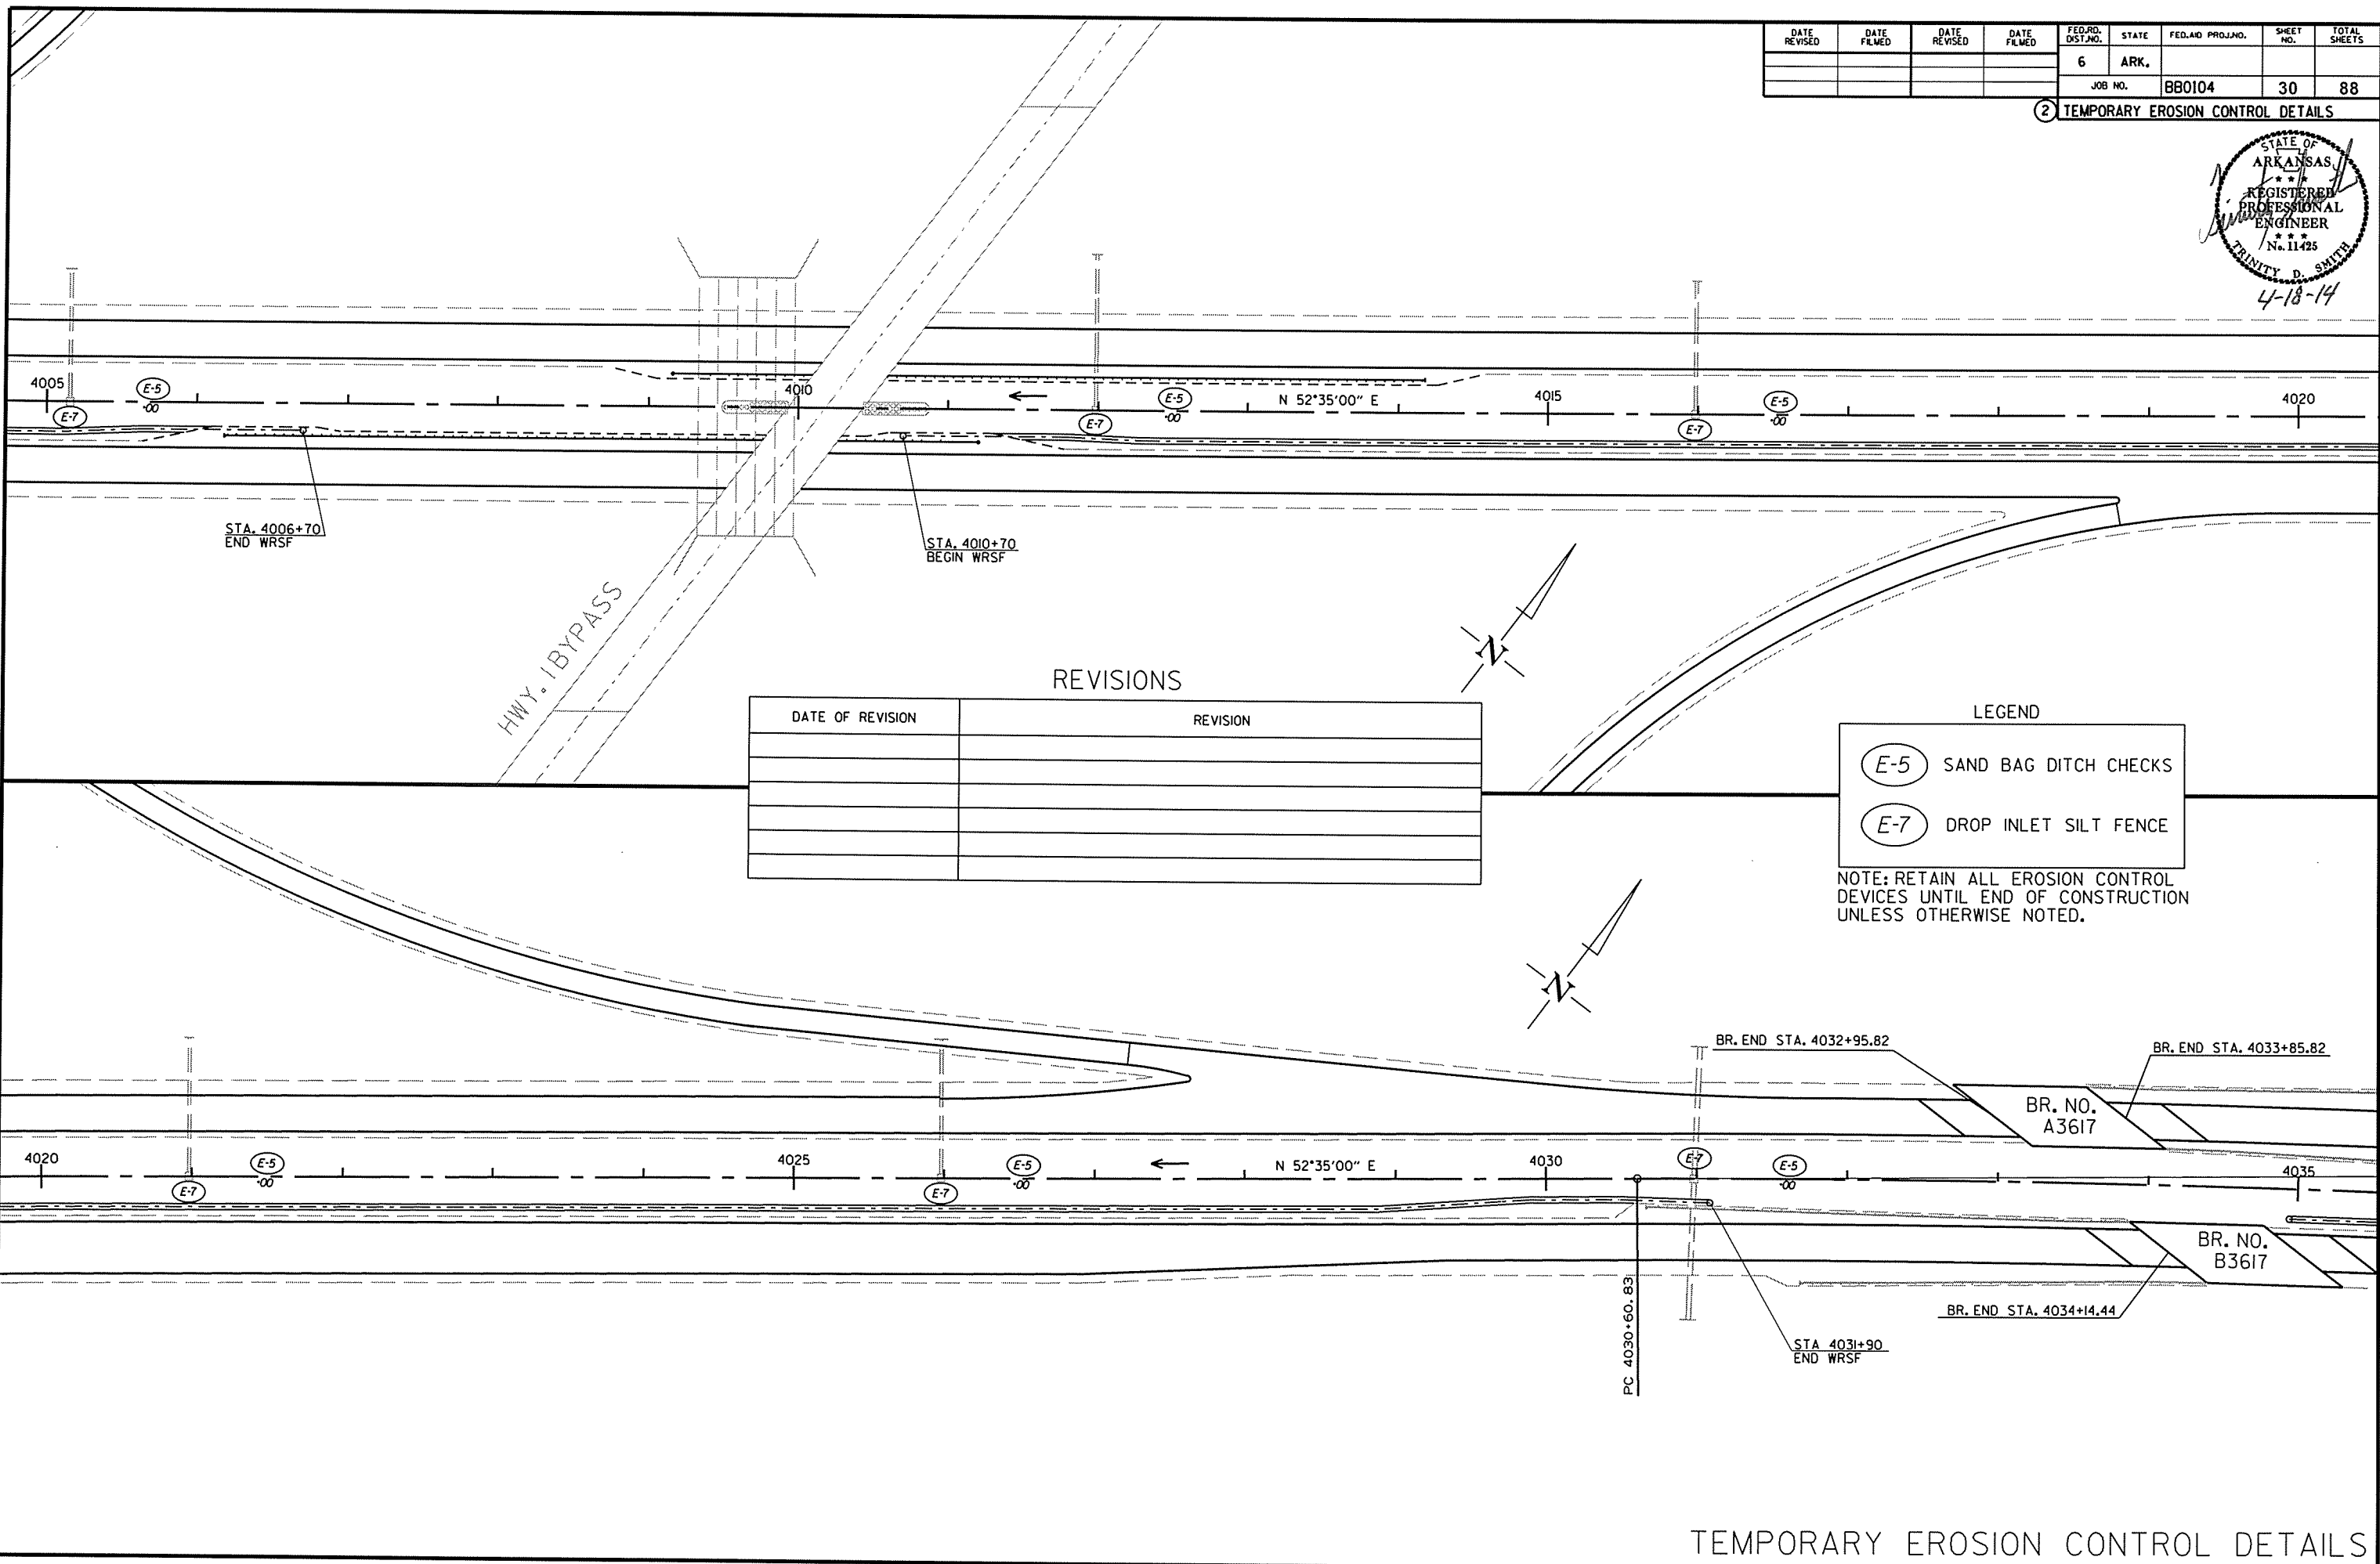 DATE REVISED
DATE FILMED
DATE REVISED
DATE FILMED
FED.RD. DIST.NO.
STATE
FED.AID PROJ.NO.
SHEET NO.
TOTAL SHEETS
6
ARK.
JOB NO.
BB0104
30
88
2
TEMPORARY EROSION CONTROL DETAILS
STATE OF
ARKANSAS
★ ★ ★
REGISTERED
PROFESSIONAL
ENGINEER
★ ★ ★
No. 11425
TRINITY D. SMITH
4-18-14
4005
E-5
E-7
4010
N 52°35'00" E
E-5
E-7
4015
E-5
E-7
4020
STA. 4006+70
END WRSF
STA. 4010+70
BEGIN WRSF
HWY. 1 BYPASS
N
REVISIONS
DATE OF REVISION
REVISION
LEGEND
E-5 SAND BAG DITCH CHECKS
E-7 DROP INLET SILT FENCE
NOTE: RETAIN ALL EROSION CONTROL
DEVICES UNTIL END OF CONSTRUCTION
UNLESS OTHERWISE NOTED.
N
BR. END STA. 4032+95.82
BR. END STA. 4033+85.82
BR. NO.
A3617
4020
E-5
E-7
4025
E-5
E-7
N 52°35'00" E
4030
E-7
E-5
4035
BR. NO.
B3617
PC 4030+60.83
BR. END STA. 4034+14.44
STA 4031+90
END WRSF
TEMPORARY EROSION CONTROL DETAILS